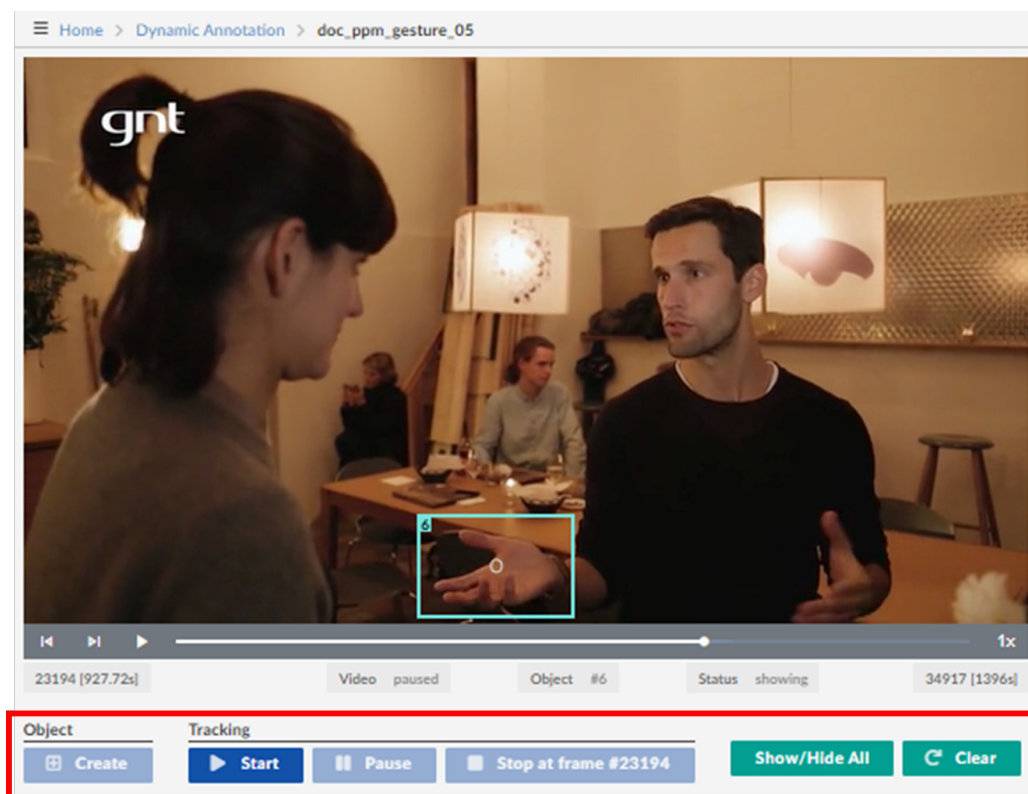 Home > Dynamic Annotation > doc_ppm_gesture_05
gnt
6
1x
23194 [927.72s] Video paused Object #6 Status showing 34917 [1396s]
Object Tracking
Create Start Pause Stop at frame #23194 Show/Hide All Clear